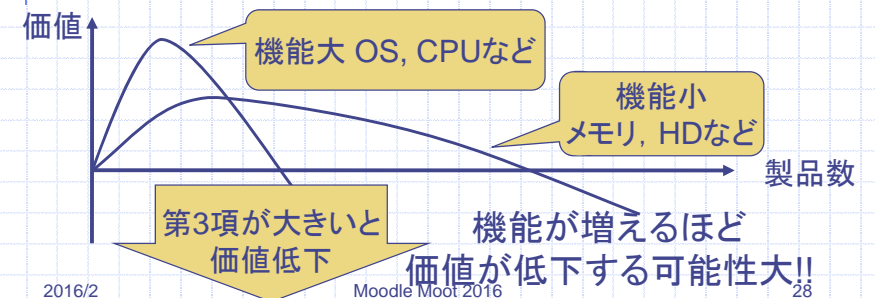 価値
機能大 OS, CPUなど
機能小
メモリ, HDなど
製品数
第3項が大きいと
価値低下
機能が増えるほど
価値が低下する可能性大!!
2016/2
Moodle Moot 2016
28